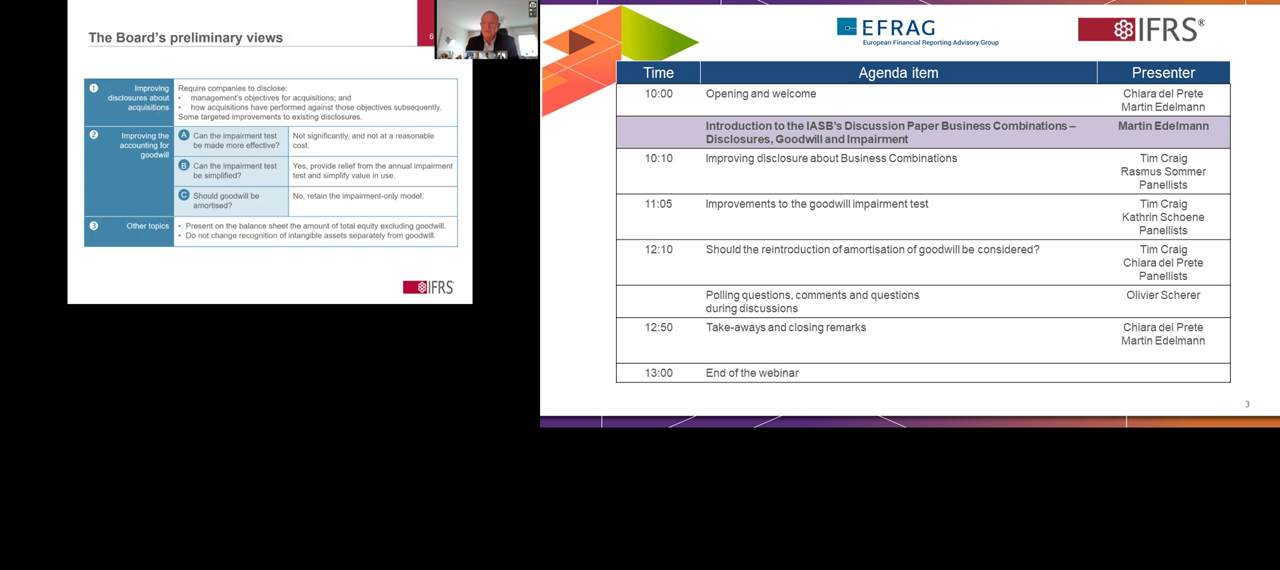 The Board's preliminary views
6
1
Improving
disclosures about
acquisitions
Require companies to disclose:
• management's objectives for acquisitions; and
• how acquisitions have performed against those objectives subsequently.
Some targeted improvements to existing disclosures.
2
Improving the
accounting for
goodwill
A
Can the impairment test
be made more effective?
Not significantly, and not at a reasonable
cost.
B
Can the impairment test
be simplified?
Yes, provide relief from the annual impairment
test and simplify value in use.
C
Should goodwill be
amortised?
No, retain the impairment-only model.
3
Other topics
• Present on the balance sheet the amount of total equity excluding goodwill.
• Do not change recognition of intangible assets separately from goodwill.
IFRS
EFRAG
European Financial Reporting Advisory Group
IFRS®
Time Agenda item Presenter
10:00 Opening and welcome Chiara del Prete
Martin Edelmann
Introduction to the IASB's Discussion Paper Business Combinations – Martin Edelmann
Disclosures, Goodwill and Impairment
10:10 Improving disclosure about Business Combinations Tim Craig
Rasmus Sommer
Panellists
11:05 Improvements to the goodwill impairment test Tim Craig
Kathrin Schoene
Panellists
12:10 Should the reintroduction of amortisation of goodwill be considered? Tim Craig
Chiara del Prete
Panellists
Polling questions, comments and questions Olivier Scherer
during discussions
12:50 Take-aways and closing remarks Chiara del Prete
Martin Edelmann
13:00 End of the webinar
3